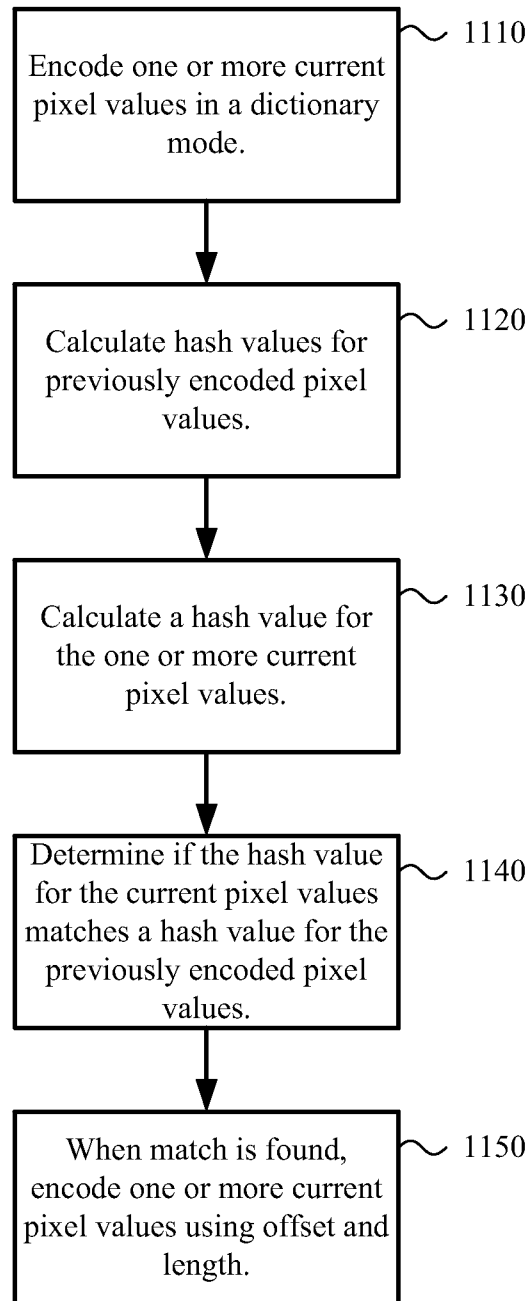 1110
Encode one or more current
pixel values in a dictionary
mode.
1120
Calculate hash values for
previously encoded pixel
values.
1130
Calculate a hash value for
the one or more current
pixel values.
1140
Determine if the hash value
for the current pixel values
matches a hash value for the
previously encoded pixel
values.
1150
When match is found,
encode one or more current
pixel values using offset and
length.